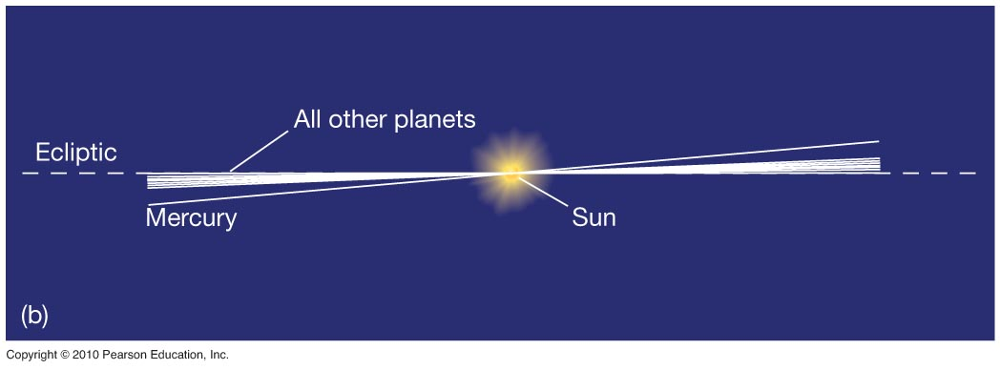 All other planets
Ecliptic
Mercury
Sun
(b)
Copyright © 2010 Pearson Education, Inc.